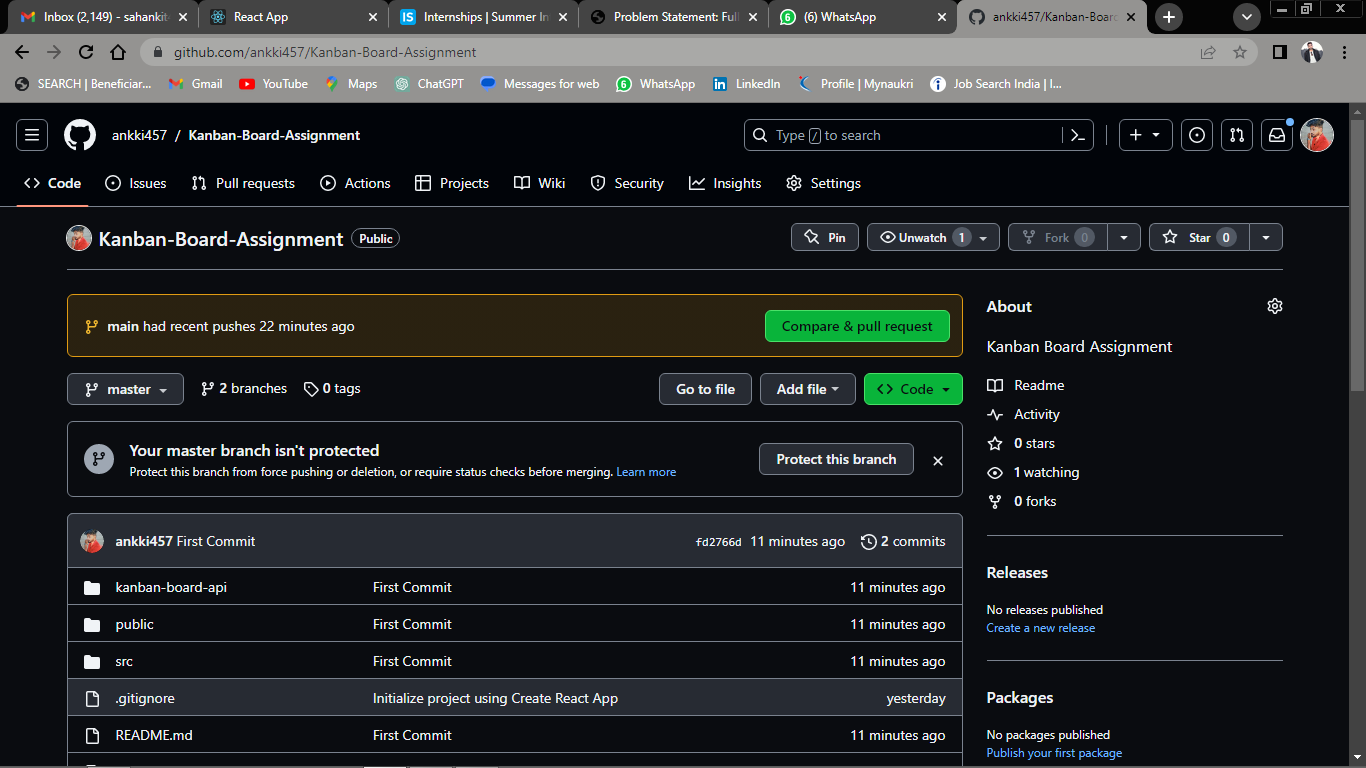 Inbox (2,149) - sahankit
React App
Internships | Summer In
Problem Statement: Full
(6) WhatsApp
ankki457/Kanban-Board
github.com/ankki457/Kanban-Board-Assignment
SEARCH | Beneficiar...
Gmail
YouTube
Maps
ChatGPT
Messages for web
6
WhatsApp
LinkedIn
Profile | Mynaukri
Job Search India | I...
ankki457 / Kanban-Board-Assignment
Type / to search
Code
Issues
Pull requests
Actions
Projects
Wiki
Security
Insights
Settings
Kanban-Board-Assignment
Public
Pin
Unwatch 1
Fork 0
Star 0
main had recent pushes 22 minutes ago
Compare & pull request
master
2 branches
0 tags
Go to file
Add file
<> Code
Your master branch isn't protected
Protect this branch from force pushing or deletion, or require status checks before merging. Learn more
Protect this branch
ankki457 First Commit
fd2766d 11 minutes ago
2 commits
kanban-board-api First Commit 11 minutes ago
public First Commit 11 minutes ago
src First Commit 11 minutes ago
.gitignore Initialize project using Create React App yesterday
README.md First Commit 11 minutes ago
About
Kanban Board Assignment
Readme
Activity
0 stars
1 watching
0 forks
Releases
No releases published
Create a new release
Packages
No packages published
Publish your first package